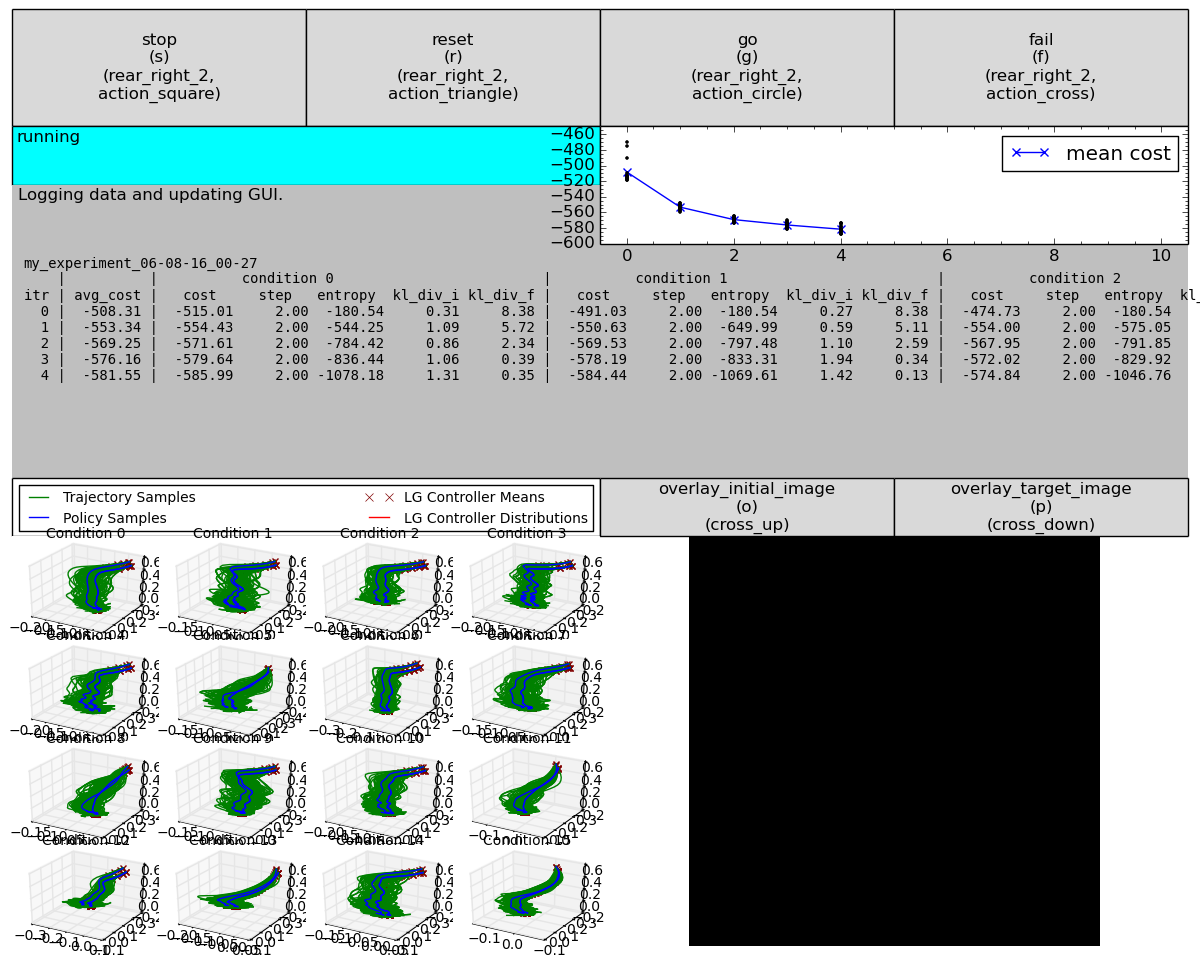 stop
(s)
(rear_right_2,
action_square)
reset
(r)
(rear_right_2,
action_triangle)
go
(g)
(rear_right_2,
action_circle)
fail
(f)
(rear_right_2,
action_cross)
running
Logging data and updating GUI.
−460
−480
−500
−520
−540
−560
−580
−600
0 2 4 6 8 10
mean cost
my_experiment_06-08-16_00-27
| | condition 0 | condition 1 | condition 2
itr | avg_cost | cost step entropy kl_div_i kl_div_f | cost step entropy kl_div_i kl_div_f | cost step entropy
0 | -508.31 | -515.01 2.00 -180.54 0.31 8.38 | -491.03 2.00 -180.54 0.27 8.38 | -474.73 2.00 -180.54
1 | -553.34 | -554.43 2.00 -544.25 1.09 5.72 | -550.63 2.00 -649.99 0.59 5.11 | -554.00 2.00 -575.05
2 | -569.25 | -571.61 2.00 -784.42 0.86 2.34 | -569.53 2.00 -797.48 1.10 2.59 | -567.95 2.00 -791.85
3 | -576.16 | -579.64 2.00 -836.44 1.06 0.39 | -578.19 2.00 -833.31 1.94 0.34 | -572.02 2.00 -829.92
4 | -581.55 | -585.99 2.00 -1078.18 1.31 0.35 | -584.44 2.00 -1069.61 1.42 0.13 | -574.84 2.00 -1046.76
Trajectory Samples
Policy Samples
LG Controller Means
LG Controller Distributions
overlay_initial_image
(o)
(cross_up)
overlay_target_image
(p)
(cross_down)
Condition 0
Condition 1
Condition 2
Condition 3
Condition 4
Condition 5
Condition 6
Condition 7
Condition 8
Condition 9
Condition 10
Condition 11
Condition 12
Condition 13
Condition 14
Condition 15